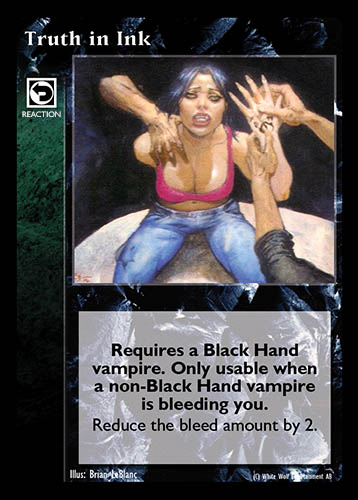 Truth in Ink
REACTION
Requires a Black Hand
vampire. Only usable when
a non-Black Hand vampire
is bleeding you.
Reduce the bleed amount by 2.
Illus: Brian LeBlanc
(C) White Wolf Entertainment AB